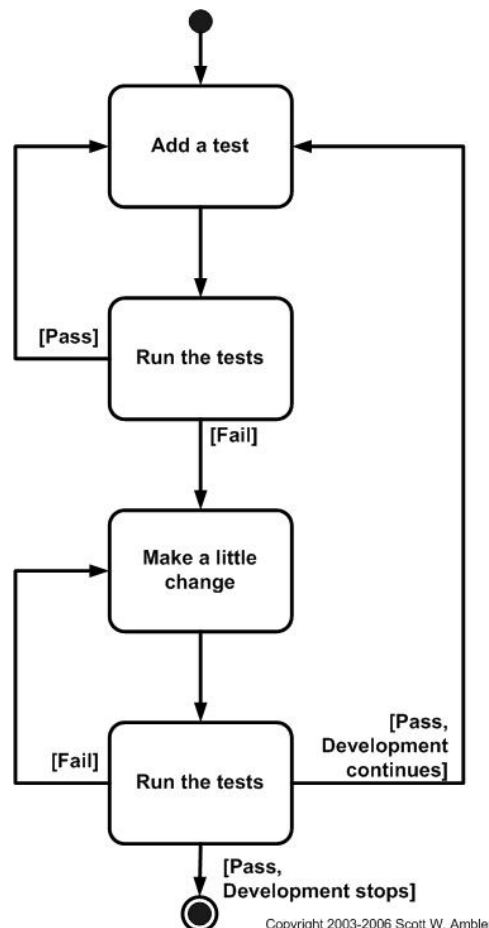 Add a test
[Pass]
Run the tests
[Fail]
Make a little
change
[Fail]
Run the tests
[Pass,
Development
continues]
[Pass,
Development stops]
Copyright 2003-2006 Scott W. Ambler